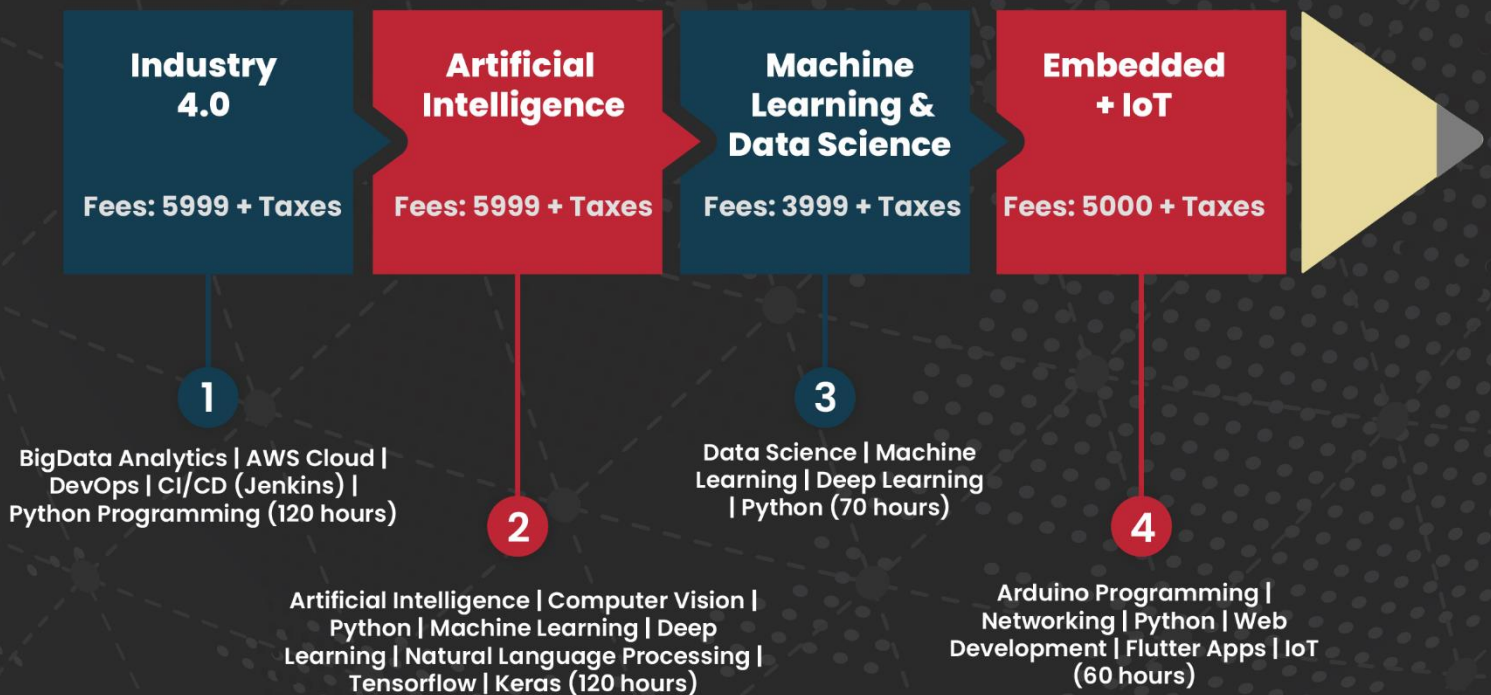 Industry
4.0
Fees: 5999 + Taxes
Artificial
Intelligence
Fees: 5999 + Taxes
Machine
Learning &
Data Science
Fees: 3999 + Taxes
Embedded
+ IoT
Fees: 5000 + Taxes
1
BigData Analytics | AWS Cloud |
DevOps | CI/CD (Jenkins) |
Python Programming (120 hours)
2
Artificial Intelligence | Computer Vision |
Python | Machine Learning | Deep
Learning | Natural Language Processing |
Tensorflow | Keras (120 hours)
3
Data Science | Machine
Learning | Deep Learning
| Python (70 hours)
4
Arduino Programming |
Networking | Python | Web
Development | Flutter Apps | IoT
(60 hours)